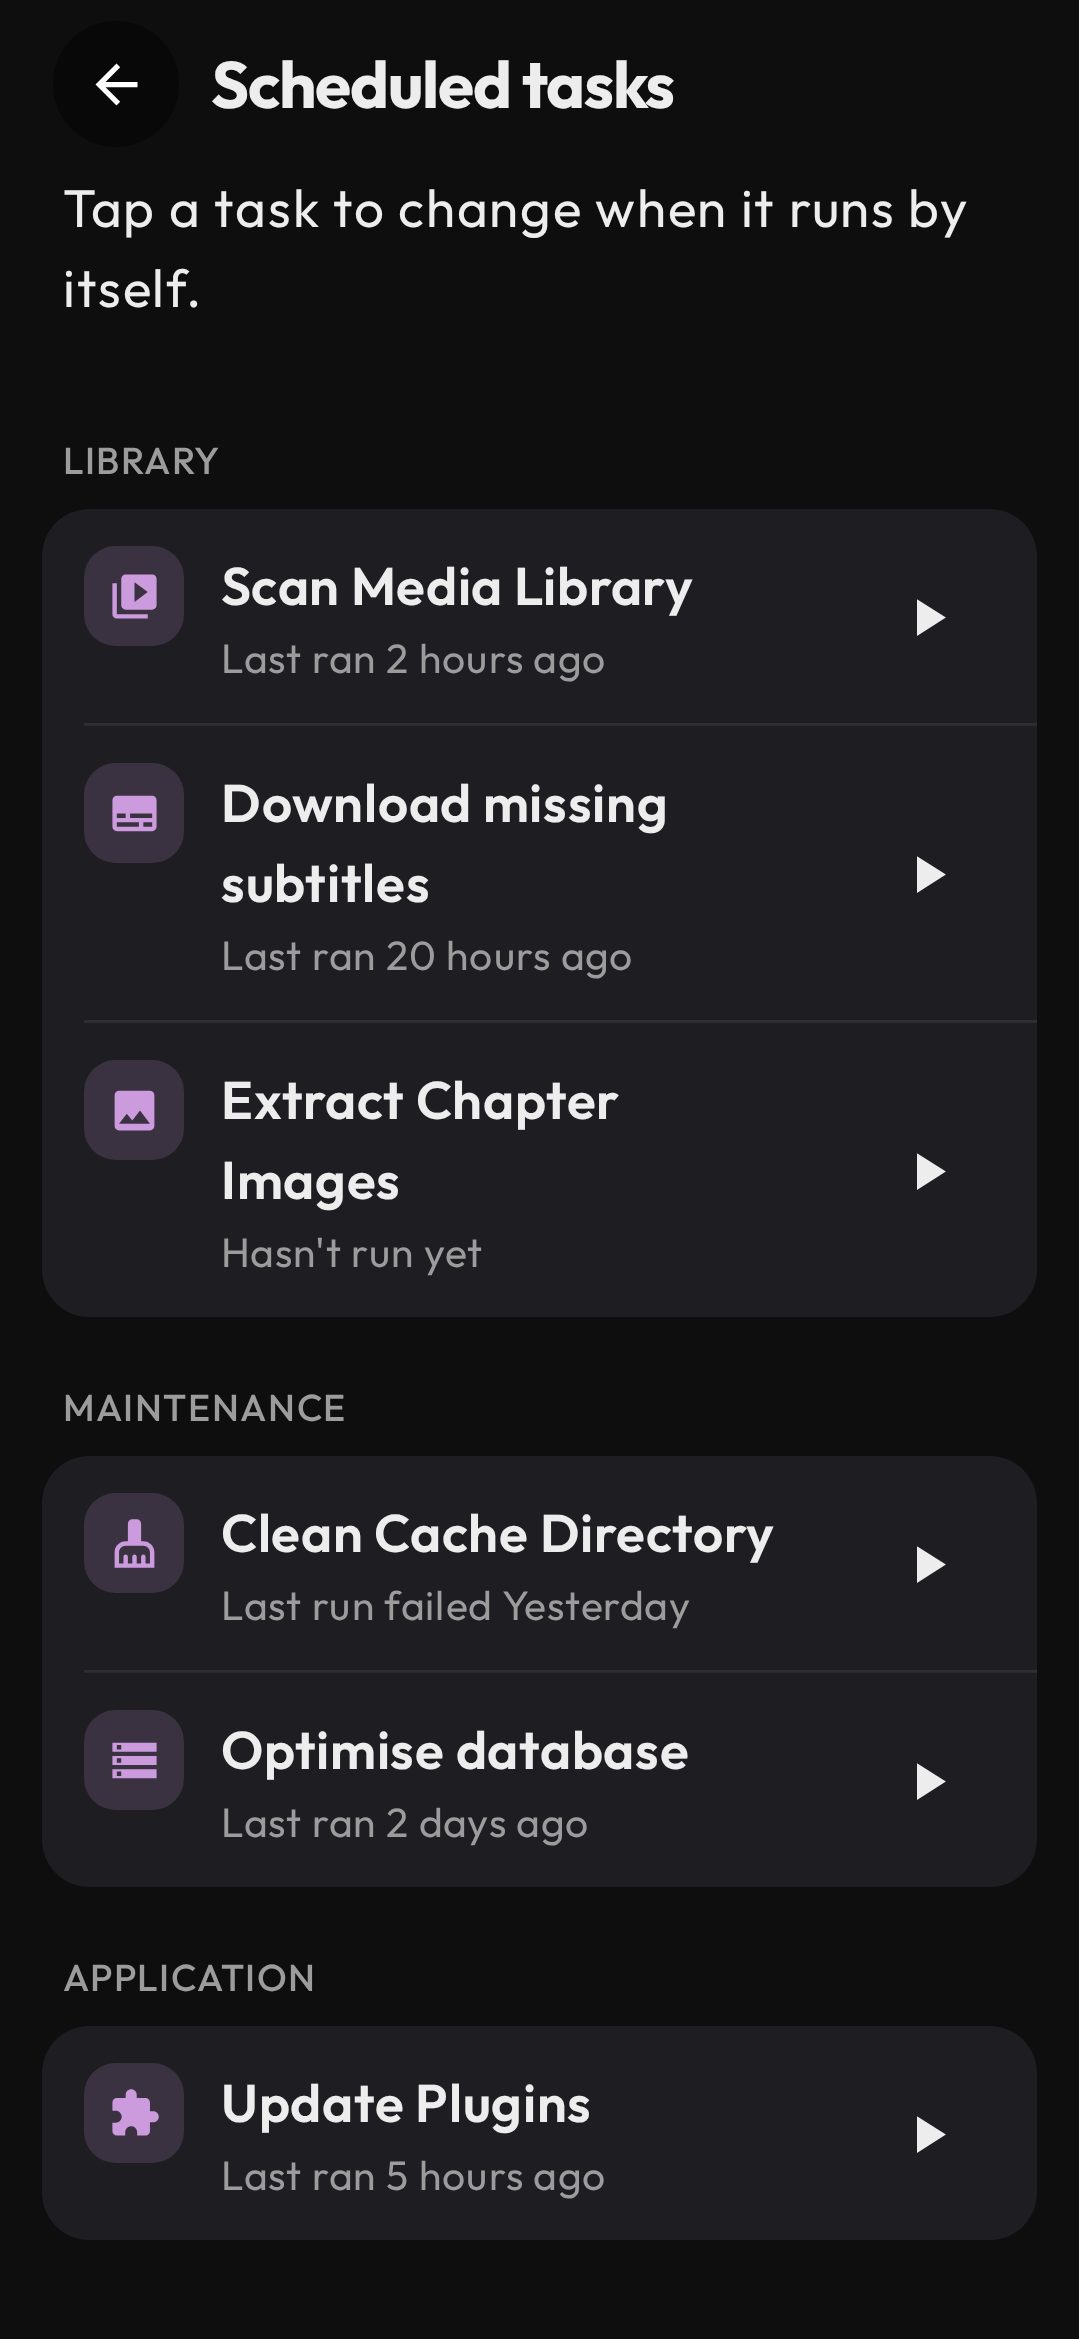 Scheduled tasks
Tap a task to change when it runs by
itself.
LIBRARY
Scan Media Library
Last ran 2 hours ago
Download missing
subtitles
Last ran 20 hours ago
Extract Chapter
Images
Hasn't run yet
MAINTENANCE
Clean Cache Directory
Last run failed Yesterday
Optimise database
Last ran 2 days ago
APPLICATION
Update Plugins
Last ran 5 hours ago